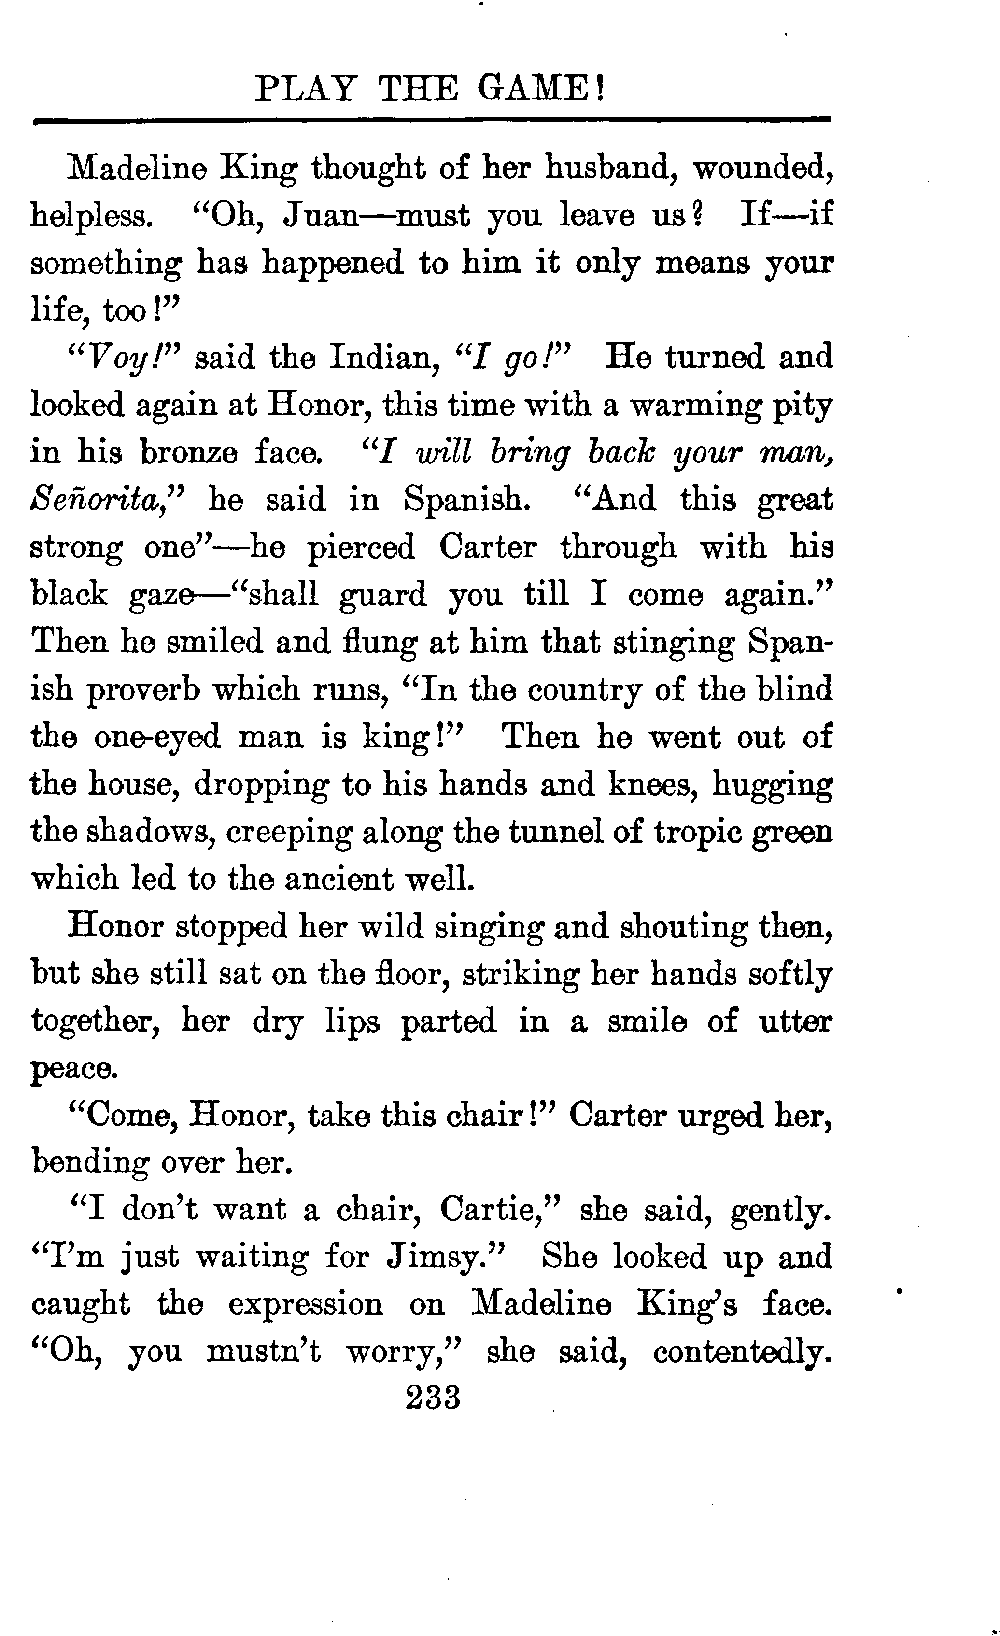 PLAY THE GAME!
Madeline King thought of her husband, wounded,
helpless. “Oh, Juan—must you leave us? If—if
something has happened to him it only means your
life, too!”
“Voy!” said the Indian, “I go!” He turned and
looked again at Honor, this time with a warming pity
in his bronze face. “I will bring back your man,
Señorita,” he said in Spanish. “And this great
strong one”—he pierced Carter through with his
black gaze—“shall guard you till I come again.”
Then he smiled and flung at him that stinging Span-
ish proverb which runs, “In the country of the blind
the one-eyed man is king!” Then he went out of
the house, dropping to his hands and knees, hugging
the shadows, creeping along the tunnel of tropic green
which led to the ancient well.
Honor stopped her wild singing and shouting then,
but she still sat on the floor, striking her hands softly
together, her dry lips parted in a smile of utter
peace.
“Come, Honor, take this chair!” Carter urged her,
bending over her.
“I don’t want a chair, Cartie,” she said, gently.
“I’m just waiting for Jimsy.” She looked up and
caught the expression on Madeline King’s face.
“Oh, you mustn’t worry,” she said, contentedly.
233